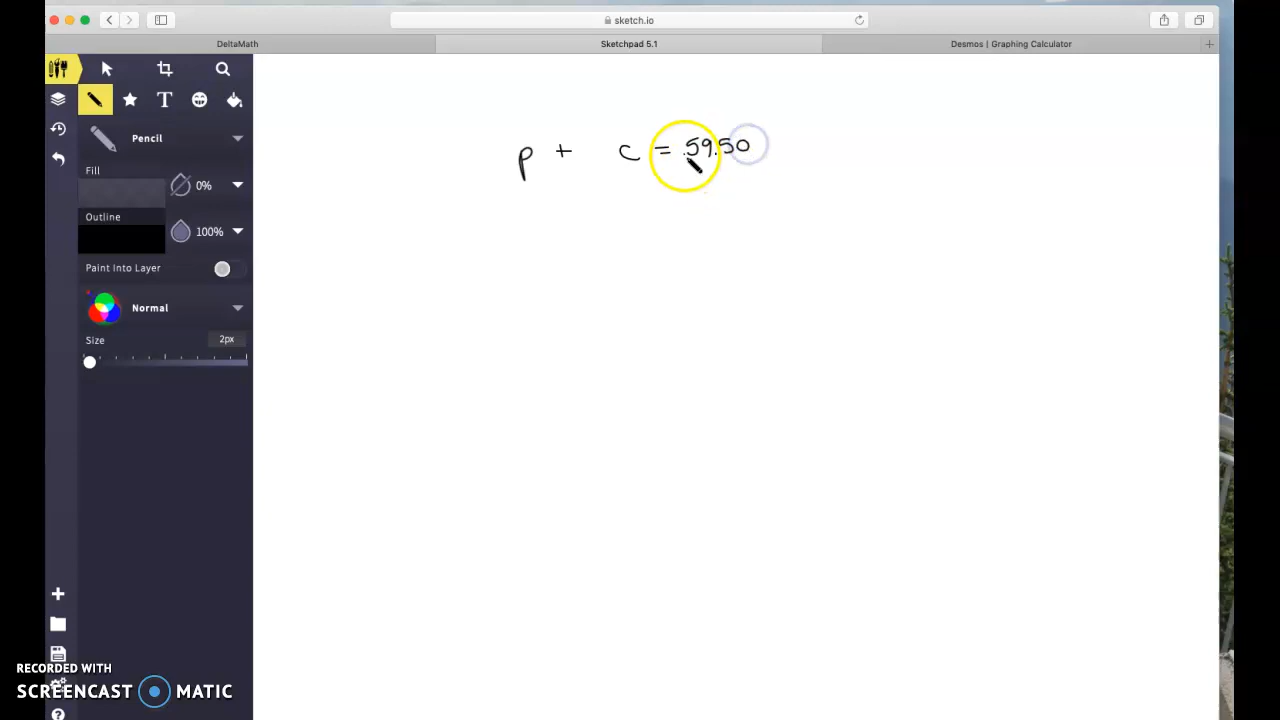 sketch.io
DeltaMath
Sketchpad 5.1
Desmos | Graphing Calculator
T
Pencil
p + c = 59.50
Fill
0%
Outline
100%
Paint Into Layer
Normal
Size
2px
RECORDED WITH
SCREENCAST MATIC